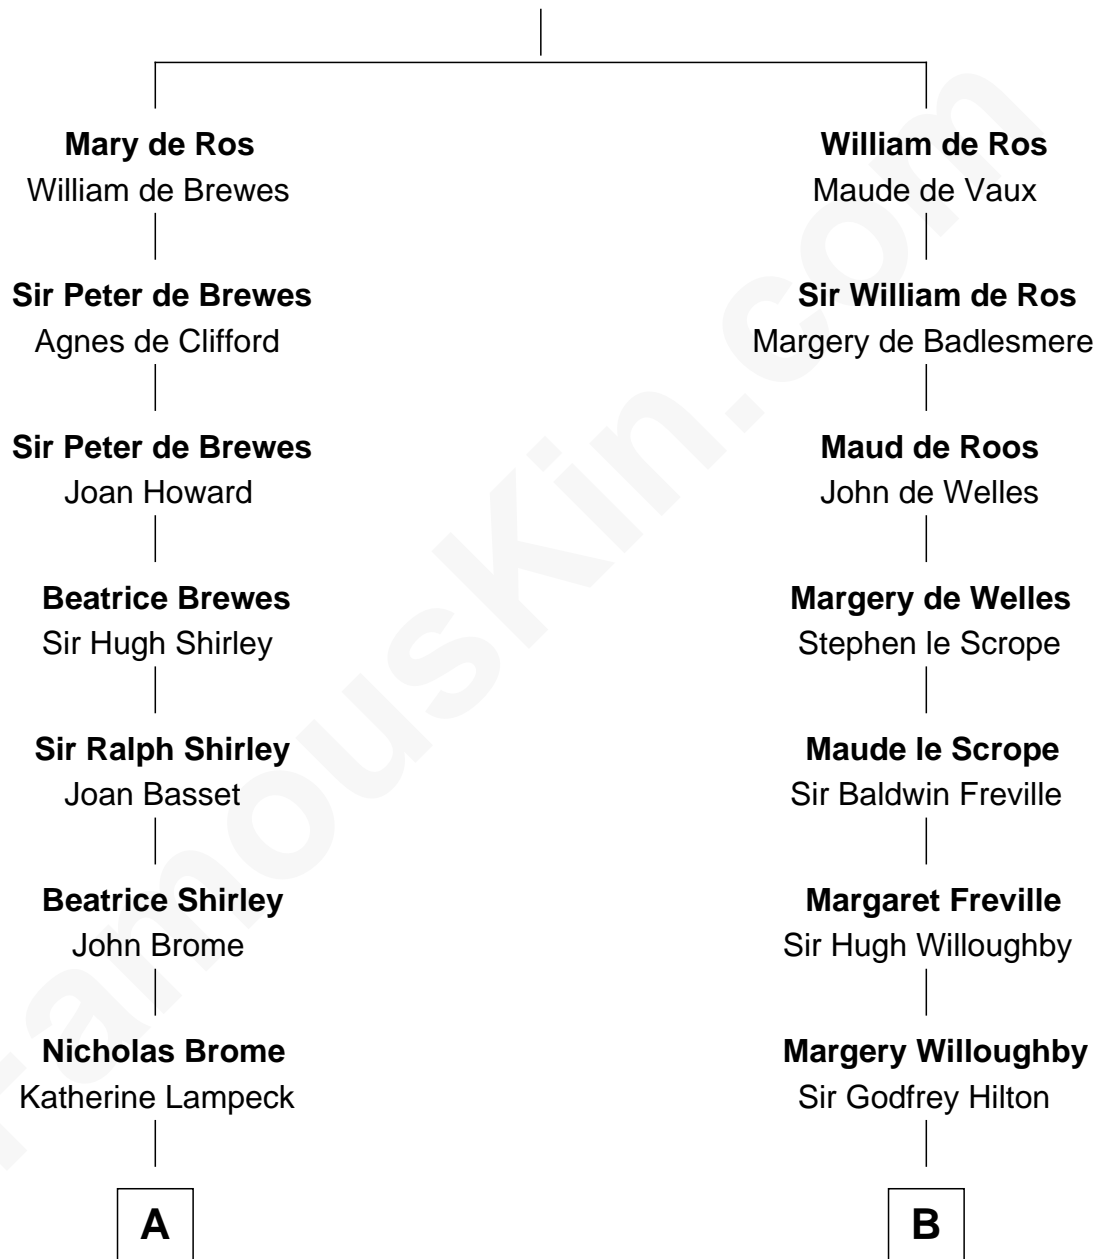 Mary de Ros
William de Brewes
Sir Peter de Brewes
Agnes de Clifford
Sir Peter de Brewes
Joan Howard
Beatrice Brewes
Sir Hugh Shirley
Sir Ralph Shirley
Joan Basset
Beatrice Shirley
John Brome
Nicholas Brome
Katherine Lampeck
A
William de Ros
Maude de Vaux
Sir William de Ros
Margery de Badlesmere
Maud de Roos
John de Welles
Margery de Welles
Stephen le Scrope
Maude le Scrope
Sir Baldwin Freville
Margaret Freville
Sir Hugh Willoughby
Margery Willoughby
Sir Godfrey Hilton
B
FamousKin.com